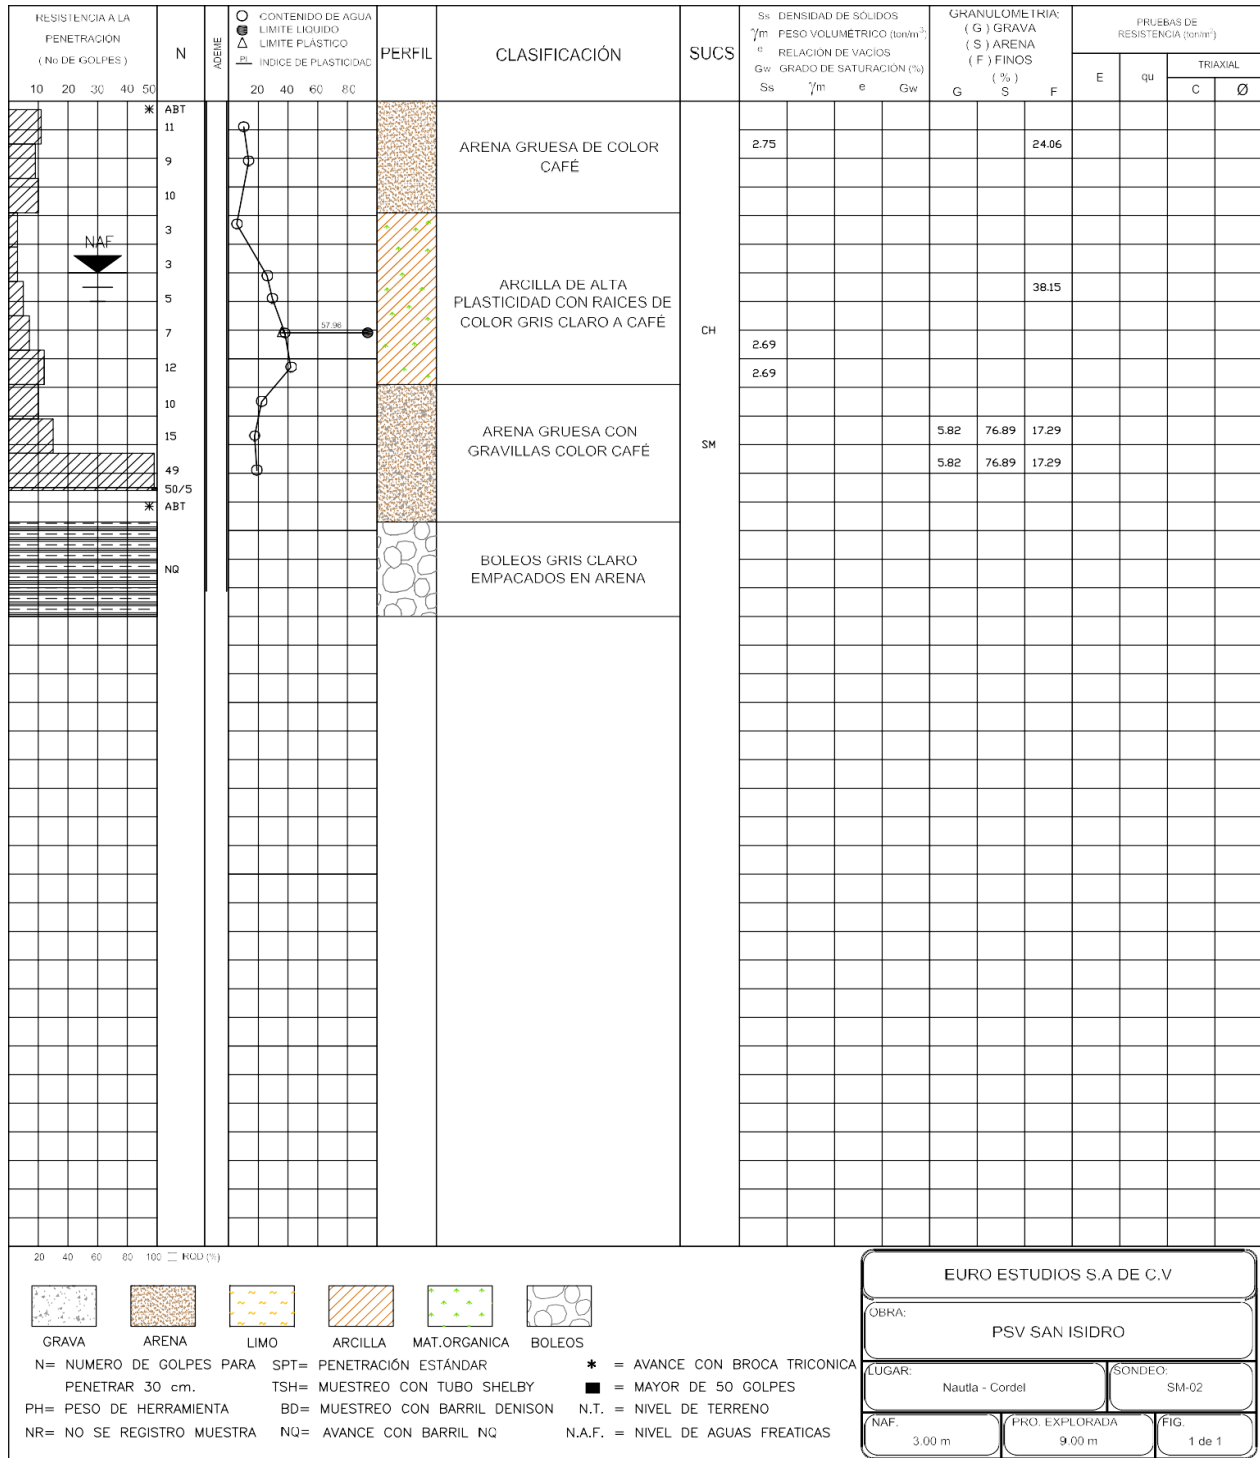 RESISTENCIA A LA
PENETRACION
( No DE GOLPES )
10 20 30 40 50
N
ADEME
CONTENIDO DE AGUA
LIMITE LIQUIDO
LIMITE PLÁSTICO
PI INDICE DE PLASTICIDAD
20 40 60 80
PERFIL
CLASIFICACIÓN
SUCS
Ss DENSIDAD DE SÓLIDOS
γm PESO VOLUMÉTRICO (ton/m³)
e RELACION DE VACÍOS
Gw GRADO DE SATURACIÓN (%)
Ss γm e Gw
GRANULOMETRIA:
( G ) GRAVA
( S ) ARENA
( F ) FINOS
( % )
G S F
PRUEBAS DE
RESISTENCIA (ton/m²)
E qu
TRIAXIAL
C Ø
* ABT
11
9
10
3
3
5
7
12
10
15
49
50/5
* ABT
NQ
NAF
57.96
ARENA GRUESA DE COLOR
CAFÉ
ARCILLA DE ALTA
PLASTICIDAD CON RAICES DE
COLOR GRIS CLARO A CAFÉ
ARENA GRUESA CON
GRAVILLAS COLOR CAFÉ
BOLEOS GRIS CLARO
EMPACADOS EN ARENA
CH
SM
2.75 24.06
38.15
2.69
2.69
5.82 76.89 17.29
5.82 76.89 17.29
20 40 60 80 100 RQD (%)
GRAVA ARENA LIMO ARCILLA MAT.ORGANICA BOLEOS
N= NUMERO DE GOLPES PARA
PENETRAR 30 cm.
PH= PESO DE HERRAMIENTA
NR= NO SE REGISTRO MUESTRA
SPT= PENETRACIÓN ESTÁNDAR
TSH= MUESTREO CON TUBO SHELBY
BD= MUESTREO CON BARRIL DENISON
NQ= AVANCE CON BARRIL NQ
* = AVANCE CON BROCA TRICONICA
■ = MAYOR DE 50 GOLPES
N.T. = NIVEL DE TERRENO
N.A.F. = NIVEL DE AGUAS FREATICAS
EURO ESTUDIOS S.A DE C.V
OBRA:
PSV SAN ISIDRO
LUGAR:
Nautla - Cordel
SONDEO:
SM-02
NAF.
3.00 m
PRO. EXPLORADA
9.00 m
FIG.
1 de 1